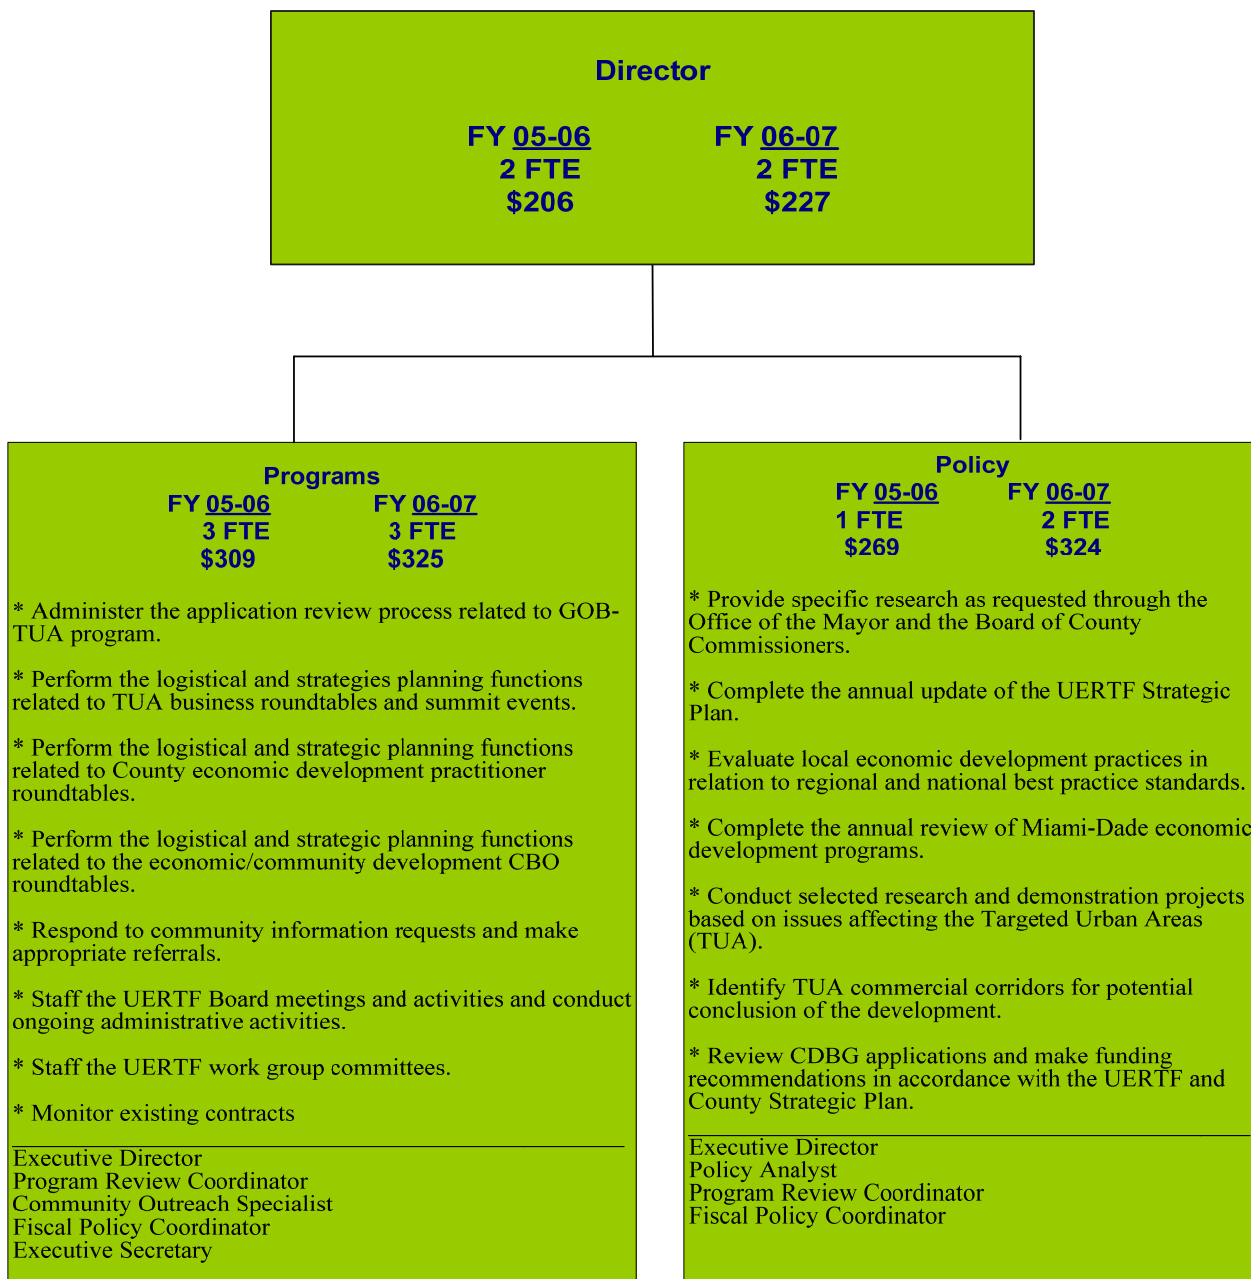 Director
FY 05-06 FY 06-07
2 FTE 2 FTE
$206 $227
Programs
FY 05-06 FY 06-07
3 FTE 3 FTE
$309 $325
* Administer the application review process related to GOB-
TUA program.
* Perform the logistical and strategies planning functions
related to TUA business roundtables and summit events.
* Perform the logistical and strategic planning functions
related to County economic development practitioner
roundtables.
* Perform the logistical and strategic planning functions
related to the economic/community development CBO
roundtables.
* Respond to community information requests and make
appropriate referrals.
* Staff the UERTF Board meetings and activities and conduct
ongoing administrative activities.
* Staff the UERTF work group committees.
* Monitor existing contracts
Executive Director
Program Review Coordinator
Community Outreach Specialist
Fiscal Policy Coordinator
Executive Secretary
Policy
FY 05-06 FY 06-07
1 FTE 2 FTE
$269 $324
* Provide specific research as requested through the
Office of the Mayor and the Board of County
Commissioners.
* Complete the annual update of the UERTF Strategic
Plan.
* Evaluate local economic development practices in
relation to regional and national best practice standards.
* Complete the annual review of Miami-Dade economic
development programs.
* Conduct selected research and demonstration projects
based on issues affecting the Targeted Urban Areas
(TUA).
* Identify TUA commercial corridors for potential
conclusion of the development.
* Review CDBG applications and make funding
recommendations in accordance with the UERTF and
County Strategic Plan.
Executive Director
Policy Analyst
Program Review Coordinator
Fiscal Policy Coordinator